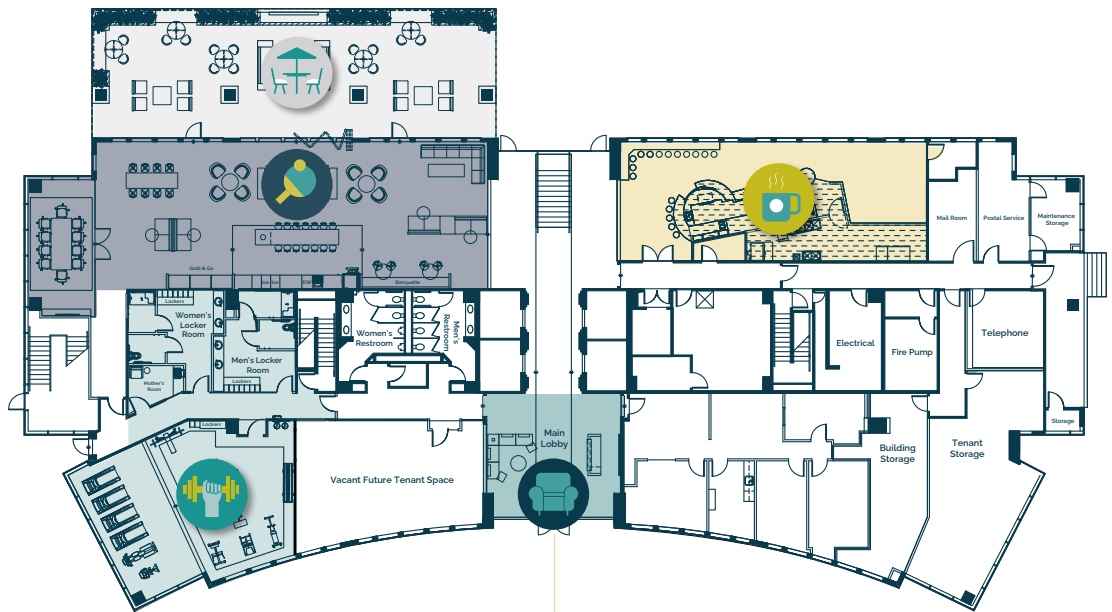 Mail Room
Postal Service
Maintenance
Storage
Grab & Go
Banquette
Lockers
Women's
Locker
Room
Men's Locker
Room
Lockers
Mother's
Room
Women's
Restroom
Men's
Restroom
Electrical
Fire Pump
Telephone
Lockers
Main
Lobby
Vacant Future Tenant Space
Building
Storage
Tenant
Storage
Storage